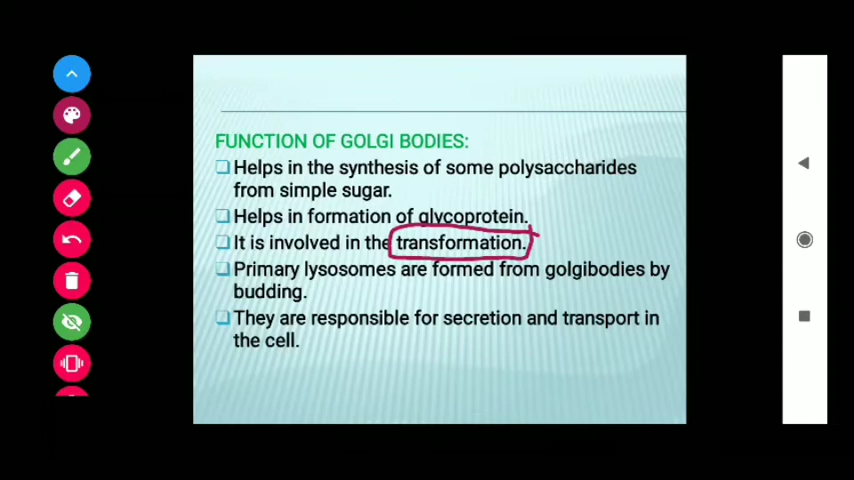 FUNCTION OF GOLGI BODIES:
Helps in the synthesis of some polysaccharides
from simple sugar.
Helps in formation of glycoprotein.
It is involved in the transformation.
Primary lysosomes are formed from golgibodies by
budding.
They are responsible for secretion and transport in
the cell.